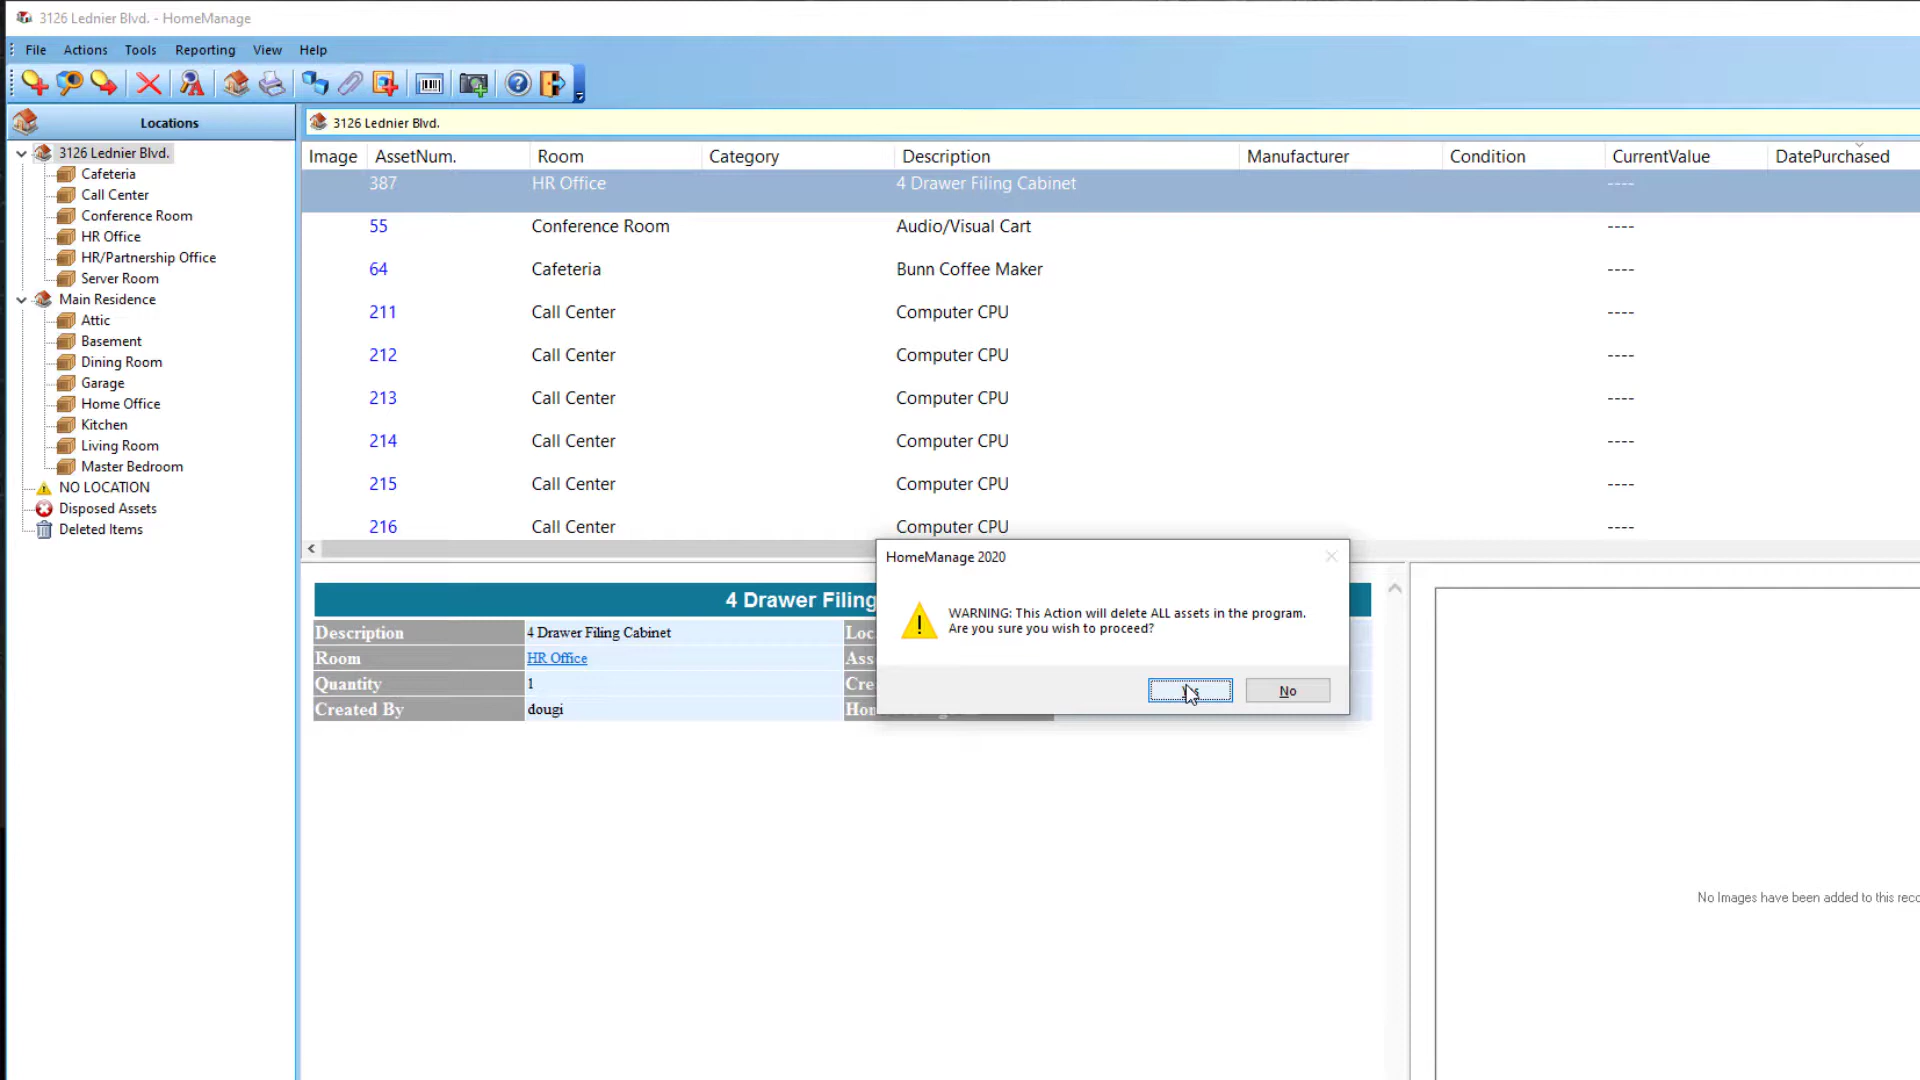 3126 Lednier Blvd. - HomeManage
File Actions Tools Reporting View Help
Locations
3126 Lednier Blvd.
Cafeteria
Call Center
Conference Room
HR Office
HR/Partnership Office
Server Room
Main Residence
Attic
Basement
Dining Room
Garage
Home Office
Kitchen
Living Room
Master Bedroom
NO LOCATION
Disposed Assets
Deleted Items
3126 Lednier Blvd.
Image AssetNum. Room Category Description Manufacturer Condition CurrentValue DatePurchased
387 HR Office 4 Drawer Filing Cabinet ----
55 Conference Room Audio/Visual Cart ----
64 Cafeteria Bunn Coffee Maker ----
211 Call Center Computer CPU ----
212 Call Center Computer CPU ----
213 Call Center Computer CPU ----
214 Call Center Computer CPU ----
215 Call Center Computer CPU ----
216 Call Center Computer CPU ----
4 Drawer Filing
Description 4 Drawer Filing Cabinet
Room HR Office
Quantity 1
Created By dougi
HomeManage 2020
WARNING: This Action will delete ALL assets in the program.
Are you sure you wish to proceed?
No
No Images have been added to this